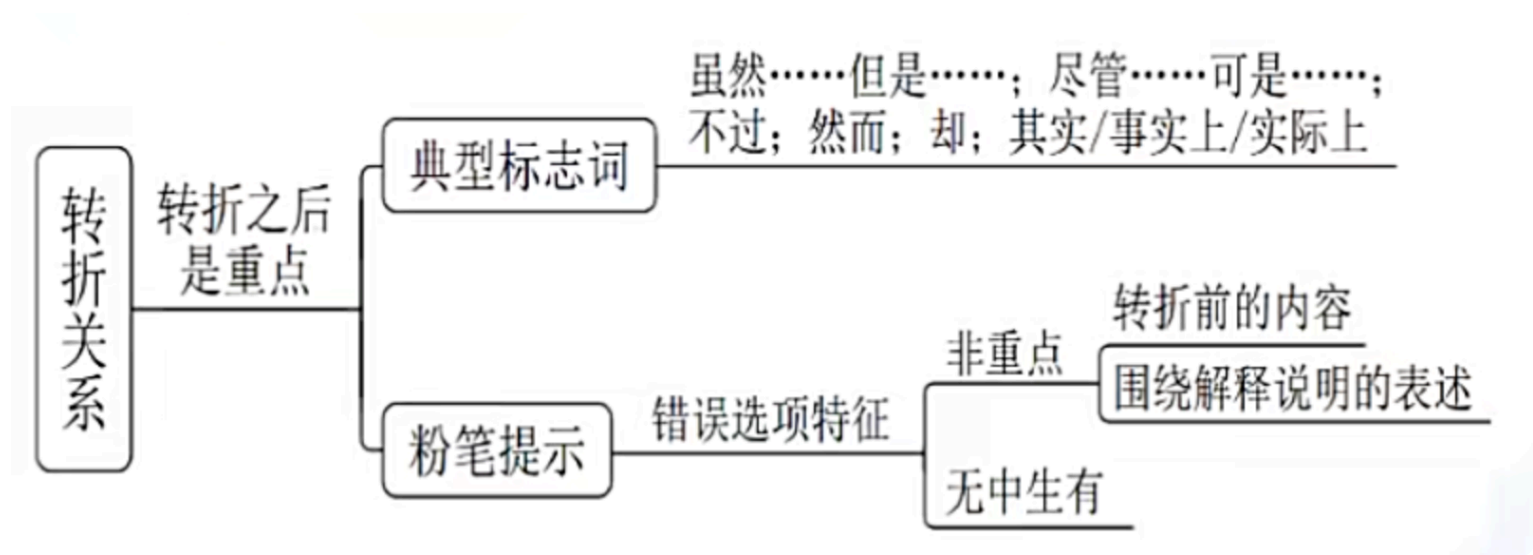 转折关系
转折之后
是重点
典型标志词
虽然……但是……；尽管……可是……；
不过；然而；却；其实/事实上/实际上
粉笔提示
错误选项特征
非重点
转折前的内容
围绕解释说明的表述
无中生有